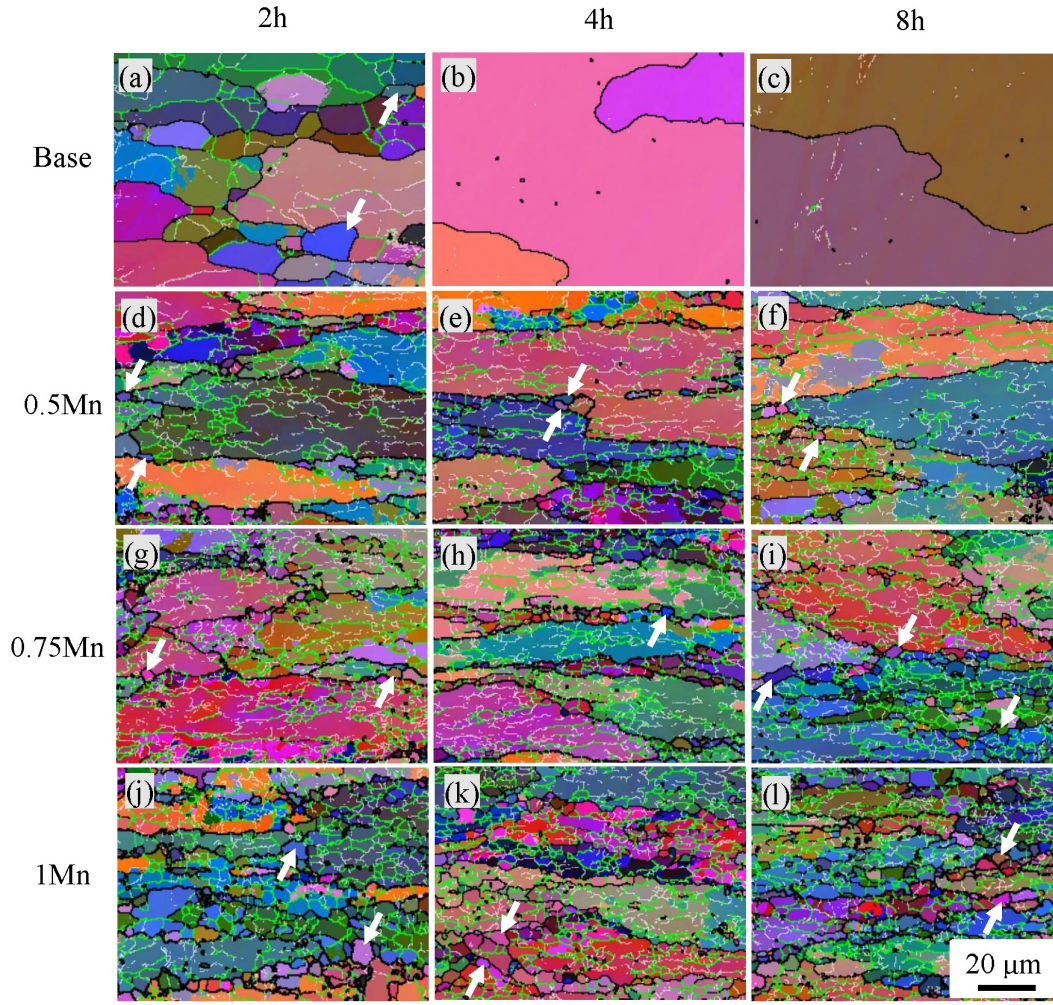 2h 4h 8h
(a) (b) (c)
Base
(d) (e) (f)
0.5Mn
(g) (h) (i)
0.75Mn
(j) (k) (l)
1Mn
20 μm